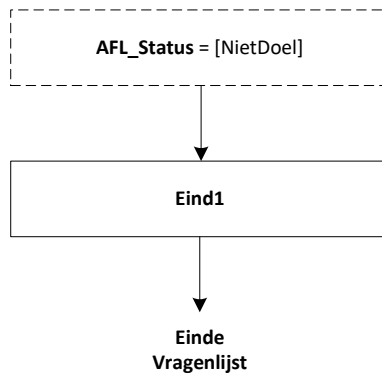 AFL_Status = [NietDoel]
Eind1
Einde
Vragenlijst